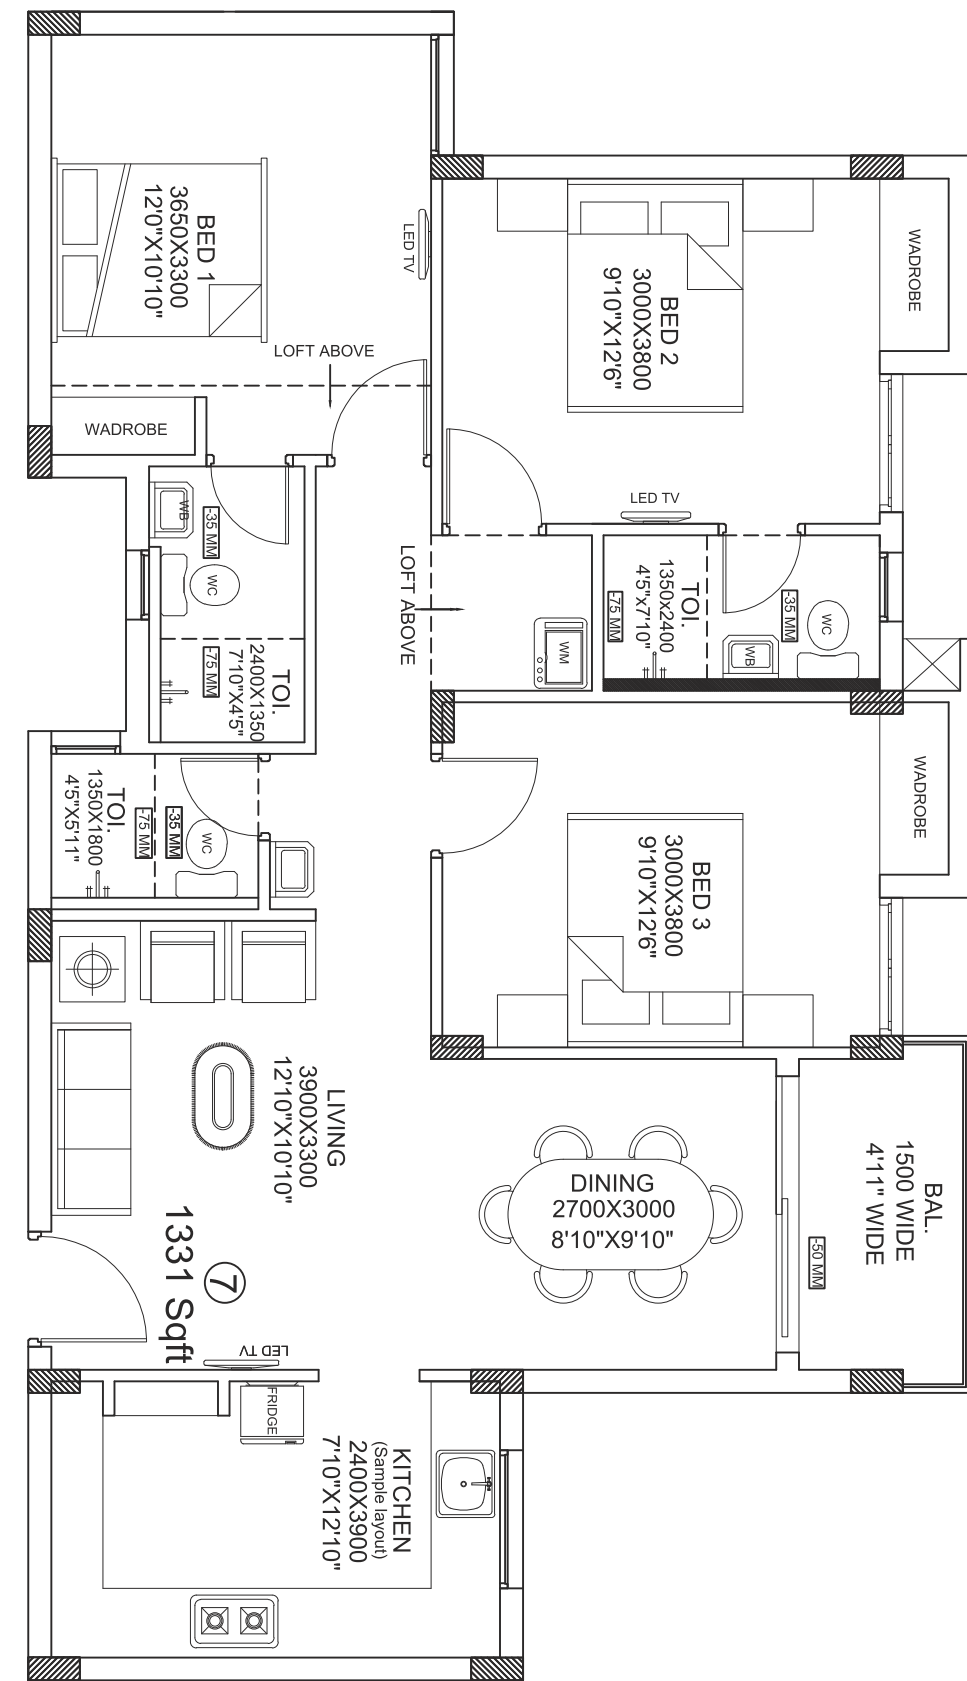 BED 1
3650X3300
12'0"X10'10"
LED TV
BED 2
3000X3800
9'10"X12'6"
WADROBE
LOFT ABOVE
WADROBE
LED TV
WB
-35 MM
WC
TOI.
2400X1350
7'10"X4'5"
-75 MM
LOFT ABOVE
WM
TOI.
1350x2400
4'5"x7'10"
-75 MM
-35 MM
WC
WB
TOI.
1350X1800
4'5"X5'11"
-75 MM
-35 MM
WC
BED 3
3000X3800
9'10"X12'6"
WADROBE
LIVING
3900X3300
12'10"X10'10"
DINING
2700X3000
8'10"X9'10"
BAL.
1500 WIDE
4'11" WIDE
-50 MM
7
1331 Sqft
LED TV
FRIDGE
KITCHEN
(Sample layout)
2400X3900
7'10"X12'10"